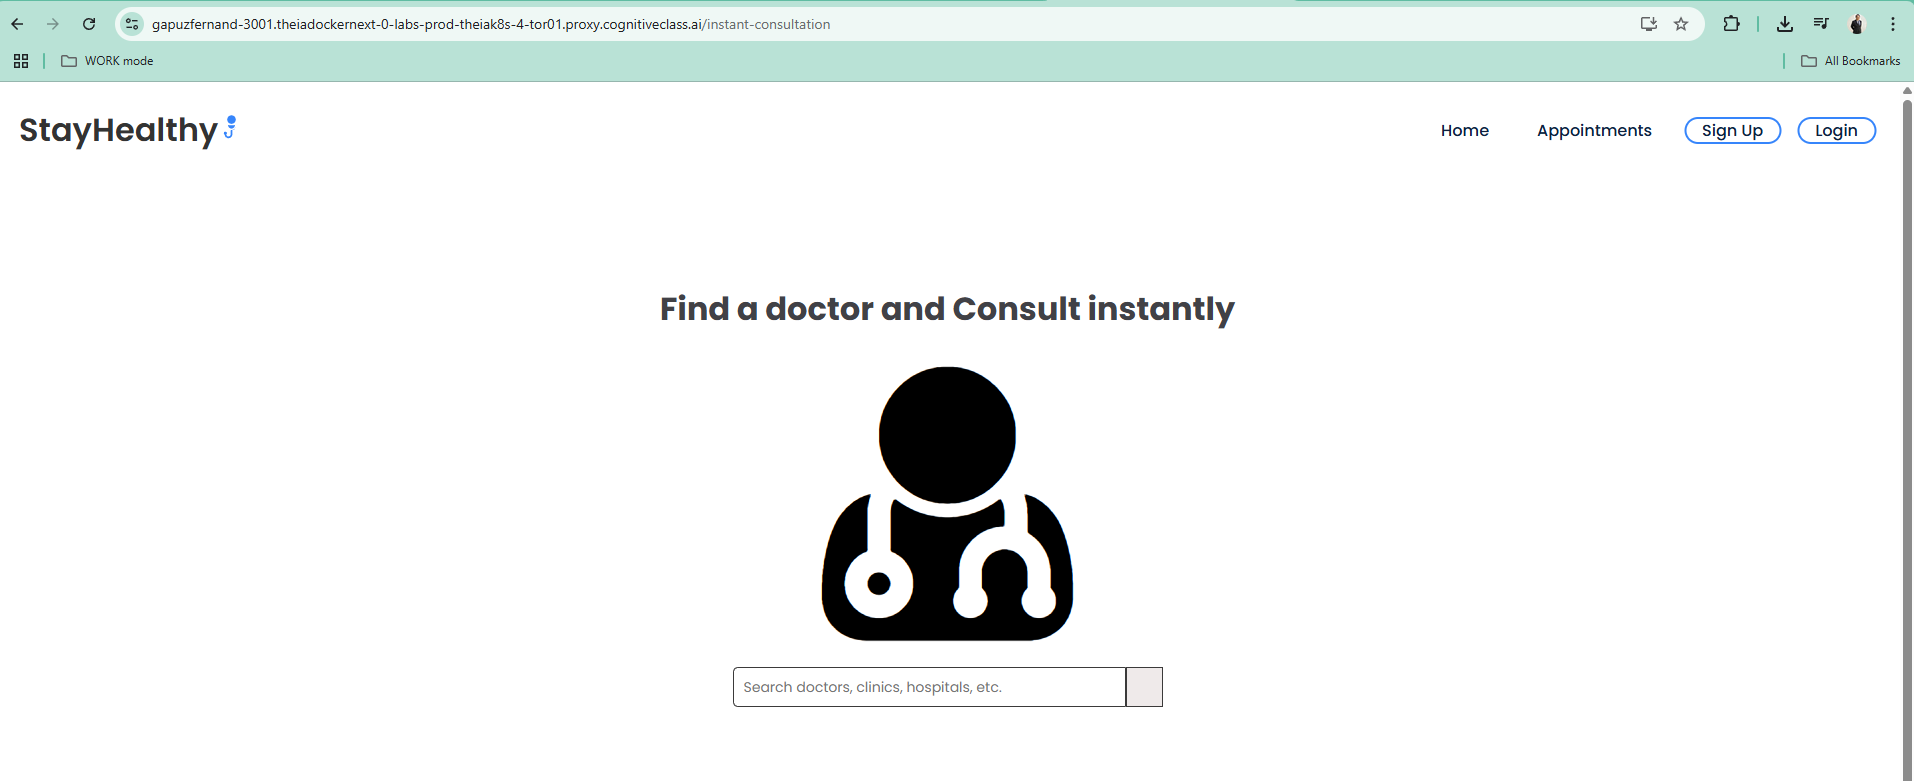 gapuzfernand-3001.theiadockernext-0-labs-prod-theiak8s-4-tor01.proxy.cognitiveclass.ai/instant-consultation
WORK mode
All Bookmarks
StayHealthy
Home
Appointments
Sign Up
Login
Find a doctor and Consult instantly
Search doctors, clinics, hospitals, etc.